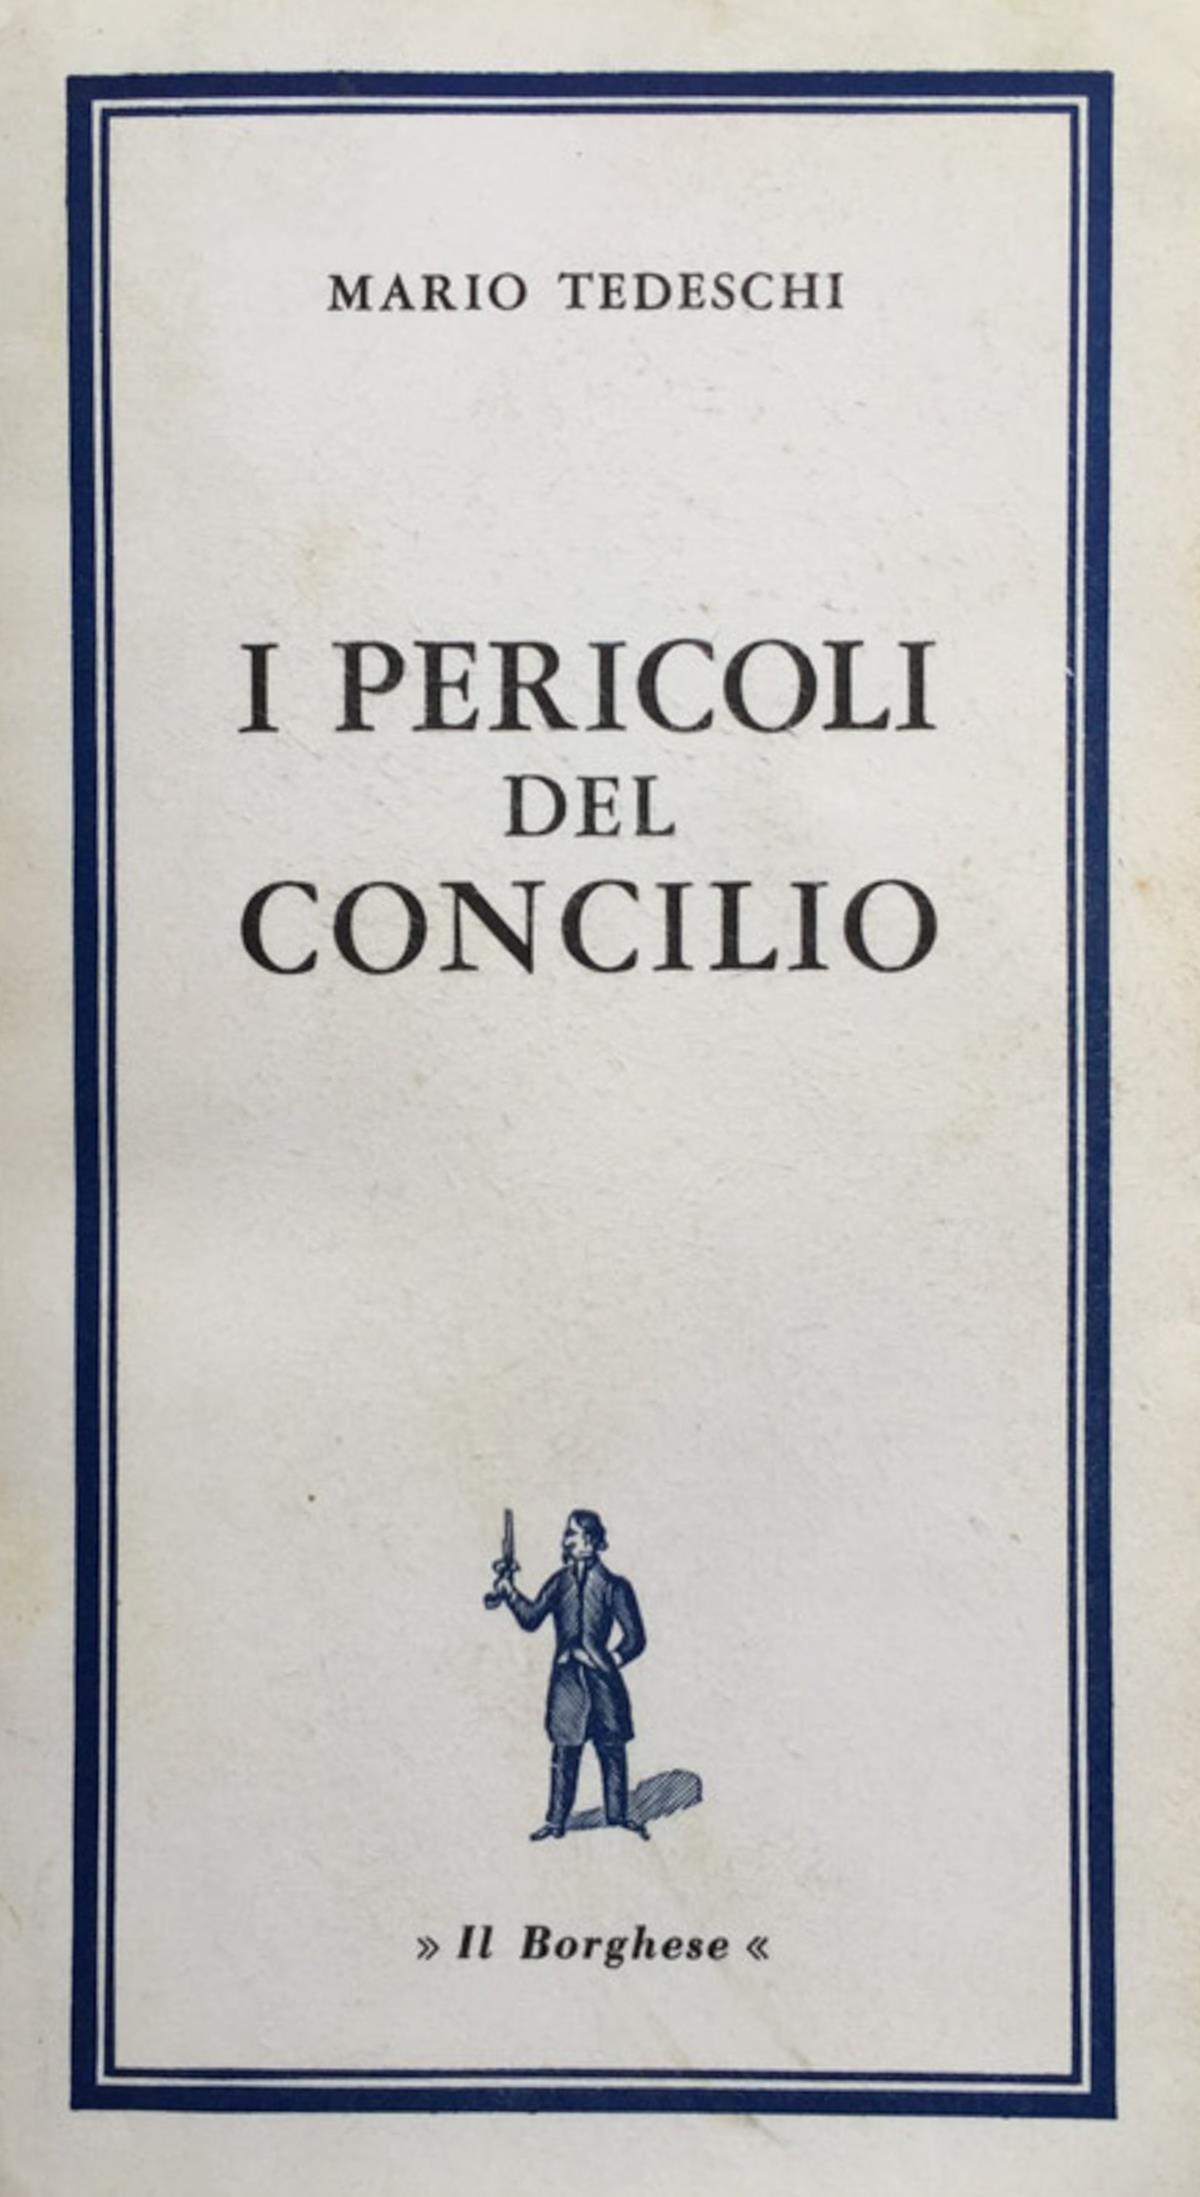 MARIO TEDESCHI
I PERICOLI
DEL
CONCILIO
» Il Borghese «